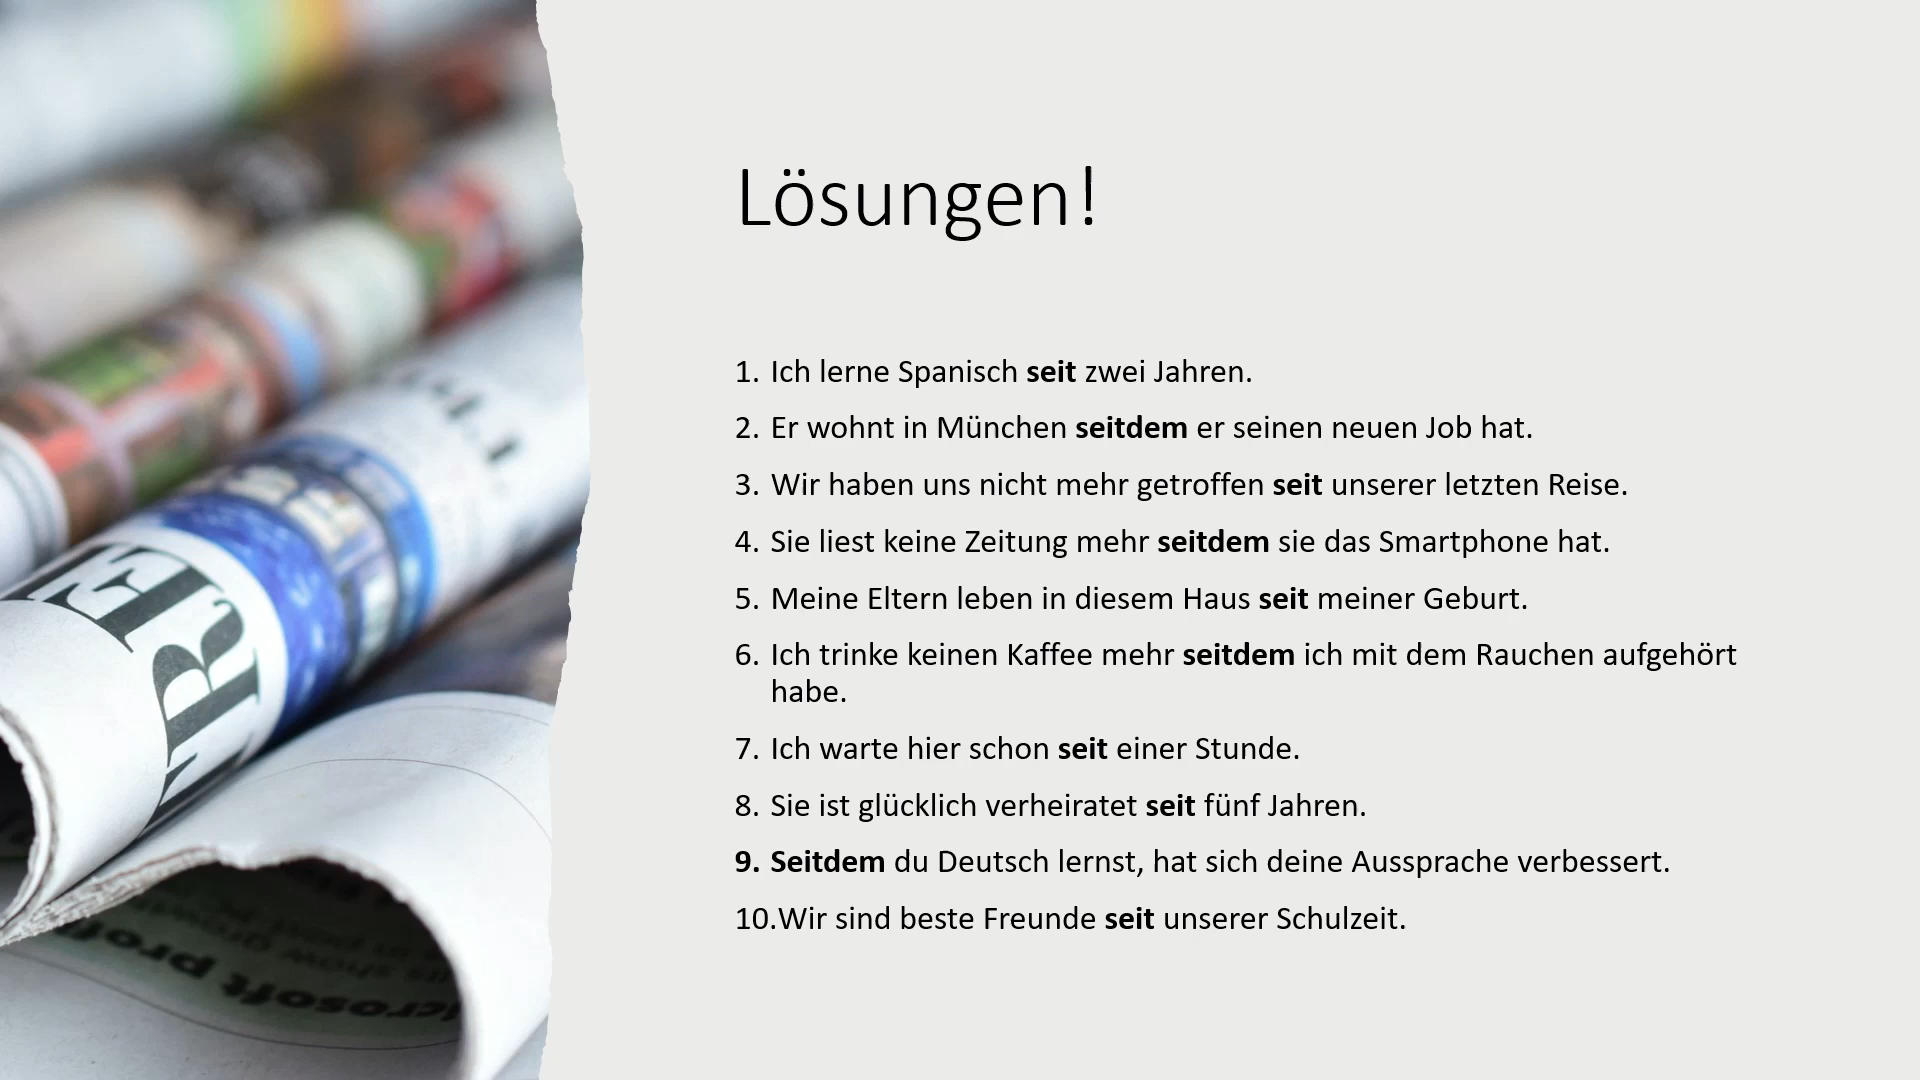 Lösungen!
1. Ich lerne Spanisch seit zwei Jahren.
2. Er wohnt in München seitdem er seinen neuen Job hat.
3. Wir haben uns nicht mehr getroffen seit unserer letzten Reise.
4. Sie liest keine Zeitung mehr seitdem sie das Smartphone hat.
5. Meine Eltern leben in diesem Haus seit meiner Geburt.
6. Ich trinke keinen Kaffee mehr seitdem ich mit dem Rauchen aufgehört
habe.
7. Ich warte hier schon seit einer Stunde.
8. Sie ist glücklich verheiratet seit fünf Jahren.
9. Seitdem du Deutsch lernst, hat sich deine Aussprache verbessert.
10.Wir sind beste Freunde seit unserer Schulzeit.